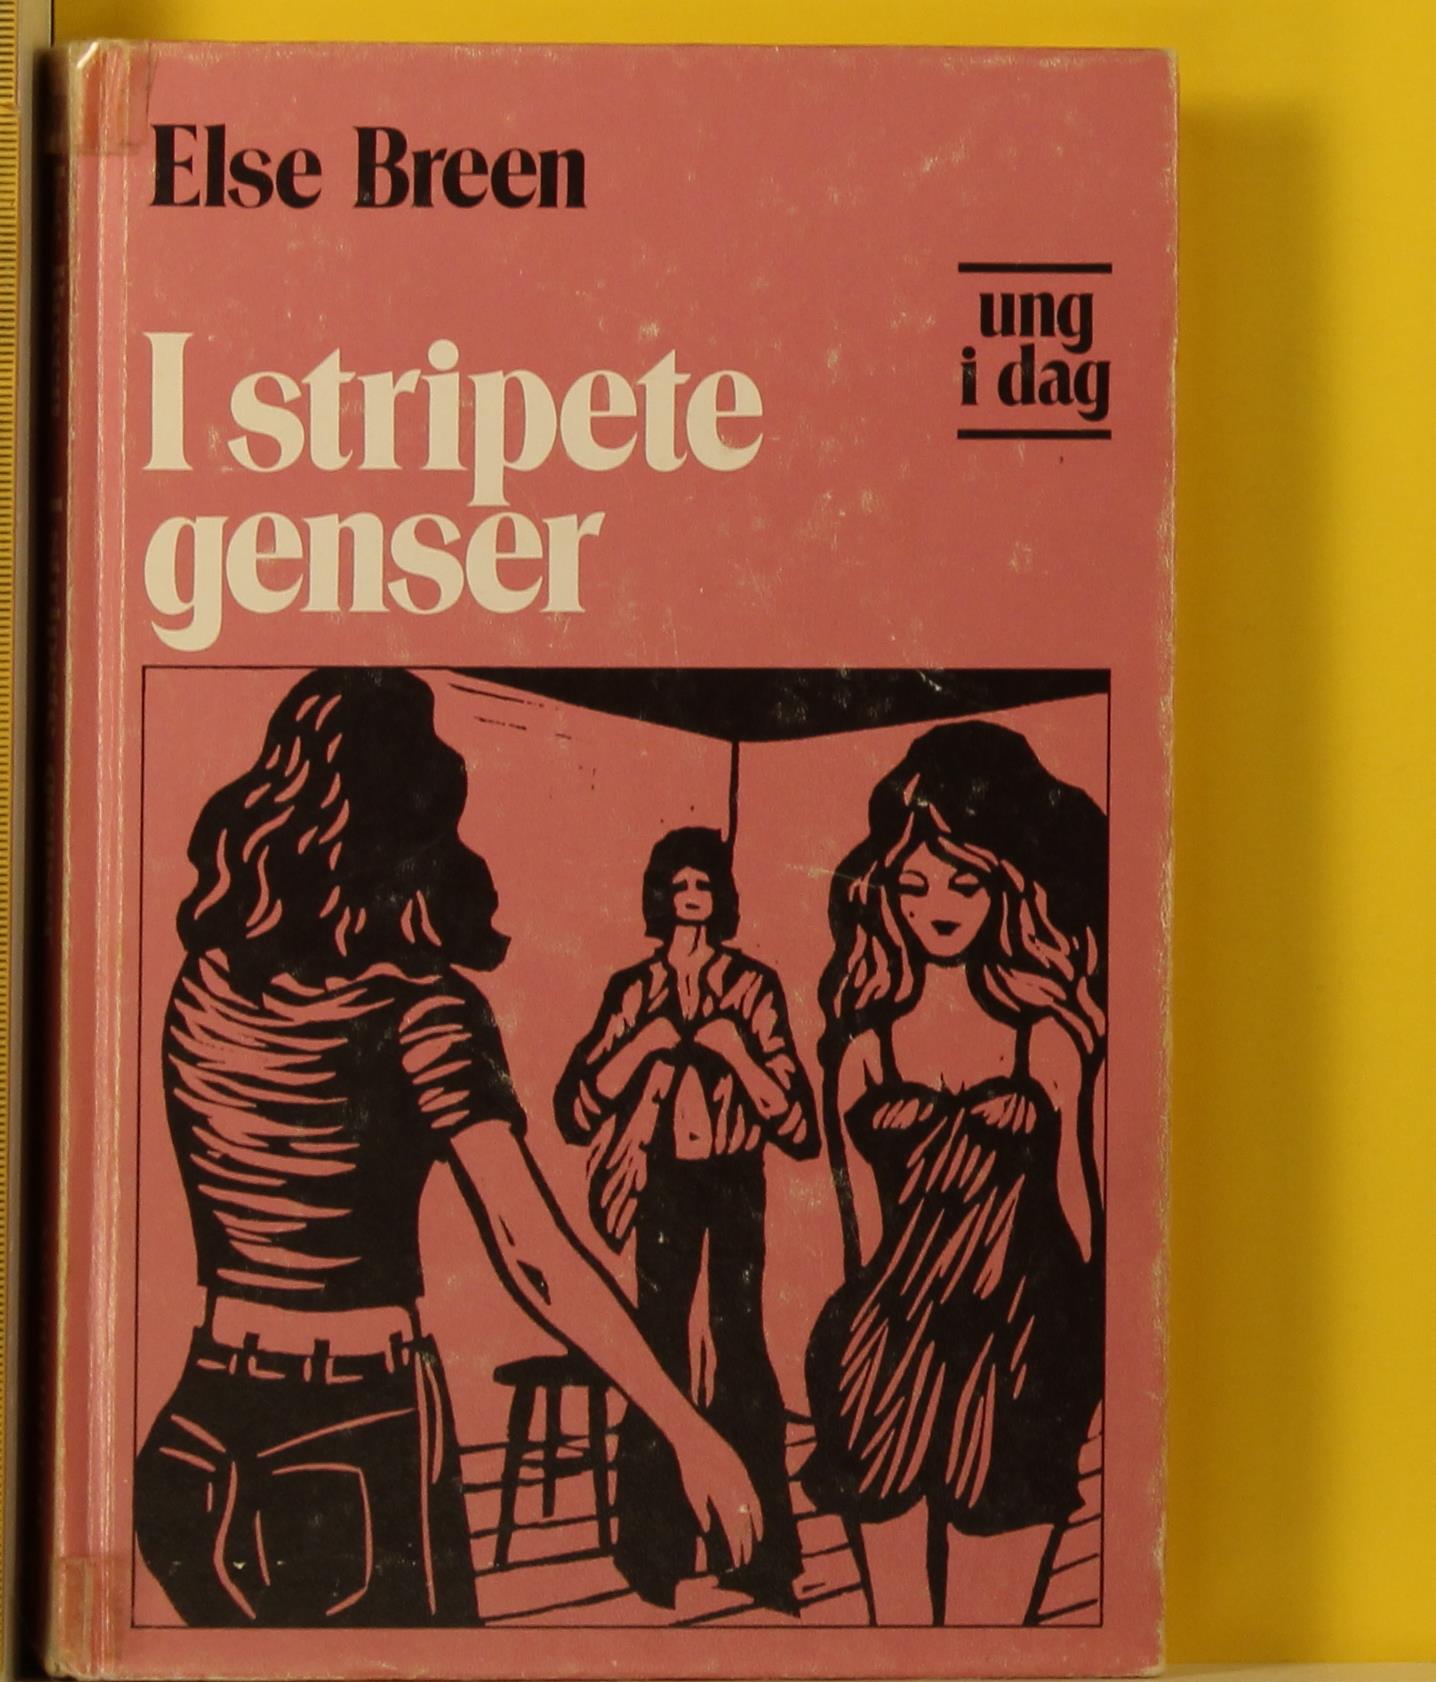 Else Breen
ung
i dag
I stripete
genser